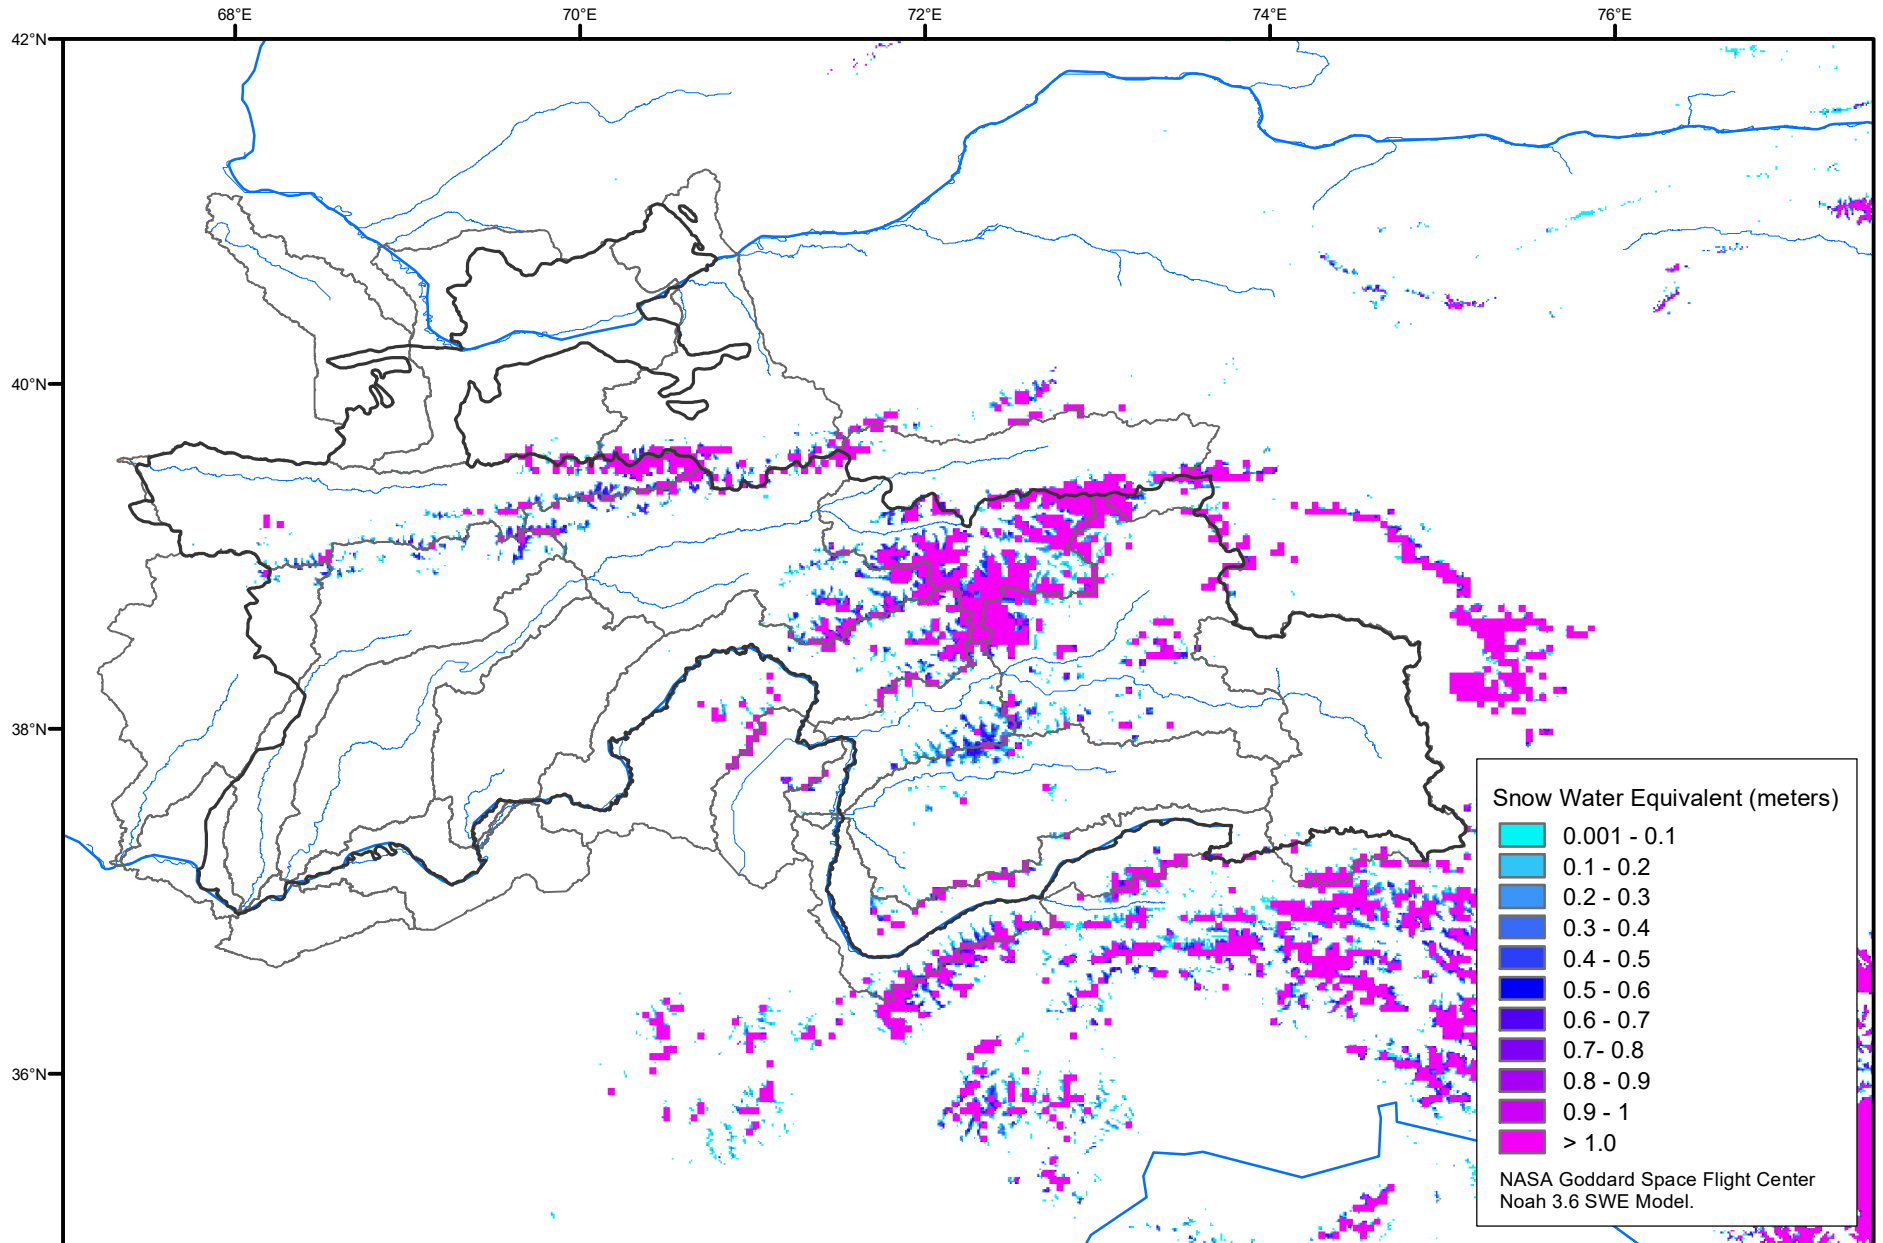 68°E 70°E 72°E 74°E 76°E
42°N
40°N
38°N
36°N
Snow Water Equivalent (meters)
0.001 - 0.1
0.1 - 0.2
0.2 - 0.3
0.3 - 0.4
0.4 - 0.5
0.5 - 0.6
0.6 - 0.7
0.7- 0.8
0.8 - 0.9
0.9 - 1
> 1.0
NASA Goddard Space Flight Center
Noah 3.6 SWE Model.